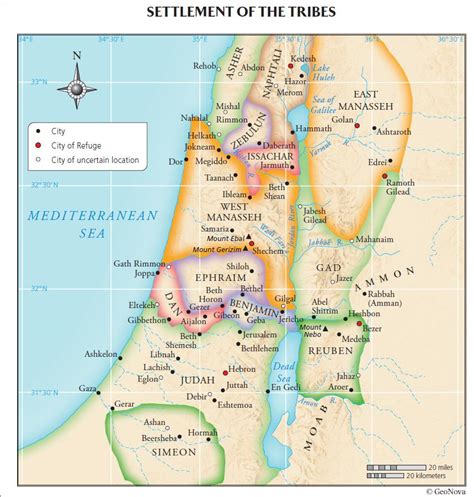 SETTLEMENT OF THE TRIBES
34°30'E
35°E
35°30'E
36°E
36°30'E
33°N
32°30'N
32°N
31°30'N
N
City
City of Refuge
City of uncertain location
MEDITERRANEAN
SEA
Rehob
Abdon
ASHER
NAPHTALI
Kedesh
Lake
Huleh
Hazor
Merom
Sea of
Galilee
EAST
MANASSEH
Golan
Ashtaroth
Mishal
Rimmon
Nahalal
ZEBULUN
Hammath
Yarmuk R.
Helkath
Jokneam
Daberath
ISSACHAR
Edrei
Dor
Megiddo
Jarmuth
Taanach
Ramoth
Gilead
Ibleam
Beth
Shean
WEST
MANASSEH
Jordan River
Jabesh
Gilead
Samaria
Mount Ebal
Mount Gerizim
Shechem
Wadi
Jabbok R.
Mahanaim
Gath Rimmon
Joppa
Shiloh
EPHRAIM
GAD
AMMON
Beth
Horon
Bethel
Rabbah
(Amman)
DAN
Eltekeh
Gezer
BENJAMIN
Gilgal
Abel
Shittim
Heshbon
Gibbethon
Aijalon
Gibeon
Geba
Jericho
Mount
Nebo
Bezer
Beth
Shemesh
Jerusalem
Medeba
Ashkelon
Libnah
Bethlehem
REUBEN
Lachish
Eglon
Hebron
Dead
Sea
Jahaz
Gaza
JUDAH
Juttah
En Gedi
Aroer
Debir
Eshtemoa
Arnon R.
Gerar
Ashan
Beersheba
Hormah
MOAB
SIMEON
20 miles
20 kilometers
© GeoNova